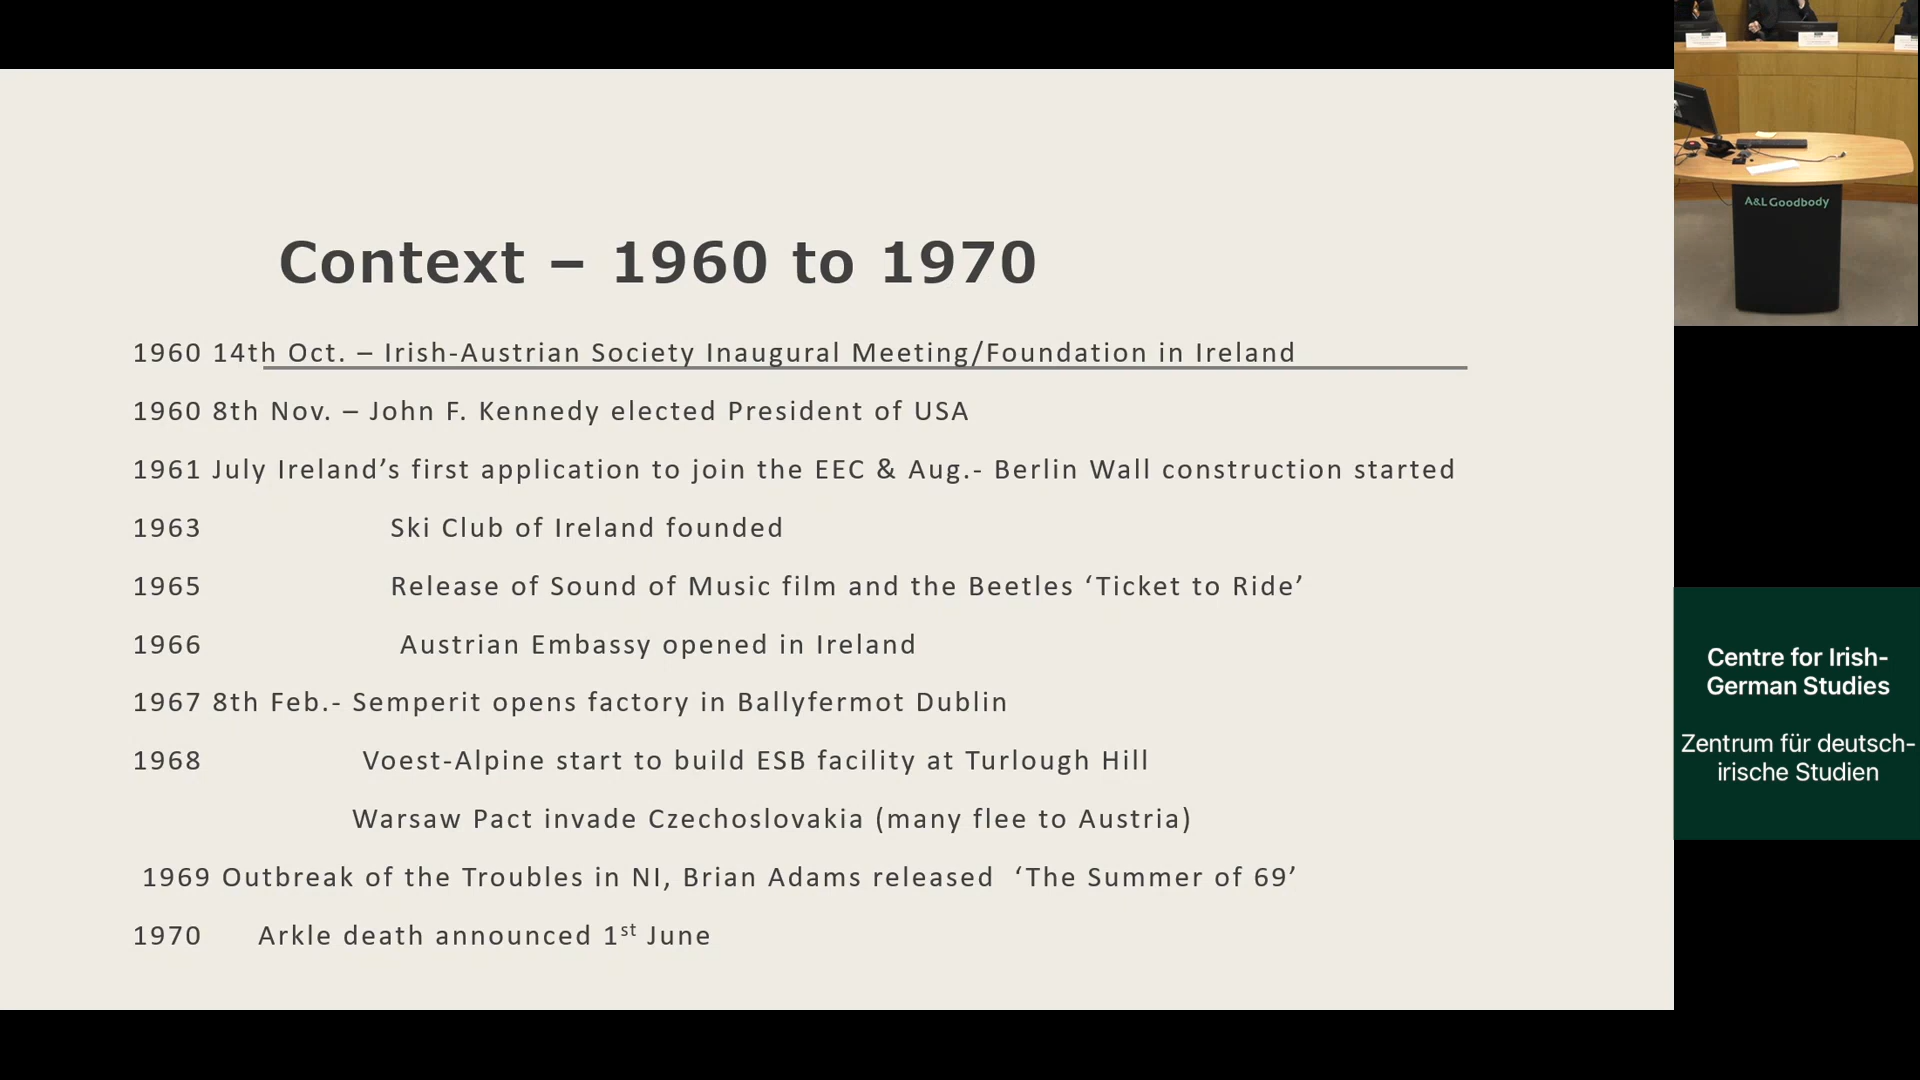 Context – 1960 to 1970
1960 14th Oct. – Irish-Austrian Society Inaugural Meeting/Foundation in Ireland
1960 8th Nov. – John F. Kennedy elected President of USA
1961 July Ireland’s first application to join the EEC & Aug.- Berlin Wall construction started
1963 Ski Club of Ireland founded
1965 Release of Sound of Music film and the Beetles ‘Ticket to Ride’
1966 Austrian Embassy opened in Ireland
1967 8th Feb.- Semperit opens factory in Ballyfermot Dublin
1968 Voest-Alpine start to build ESB facility at Turlough Hill
Warsaw Pact invade Czechoslovakia (many flee to Austria)
1969 Outbreak of the Troubles in NI, Brian Adams released ‘The Summer of 69’
1970 Arkle death announced 1st June
A&L Goodbody
Centre for Irish-
German Studies
Zentrum für deutsch-
irische Studien